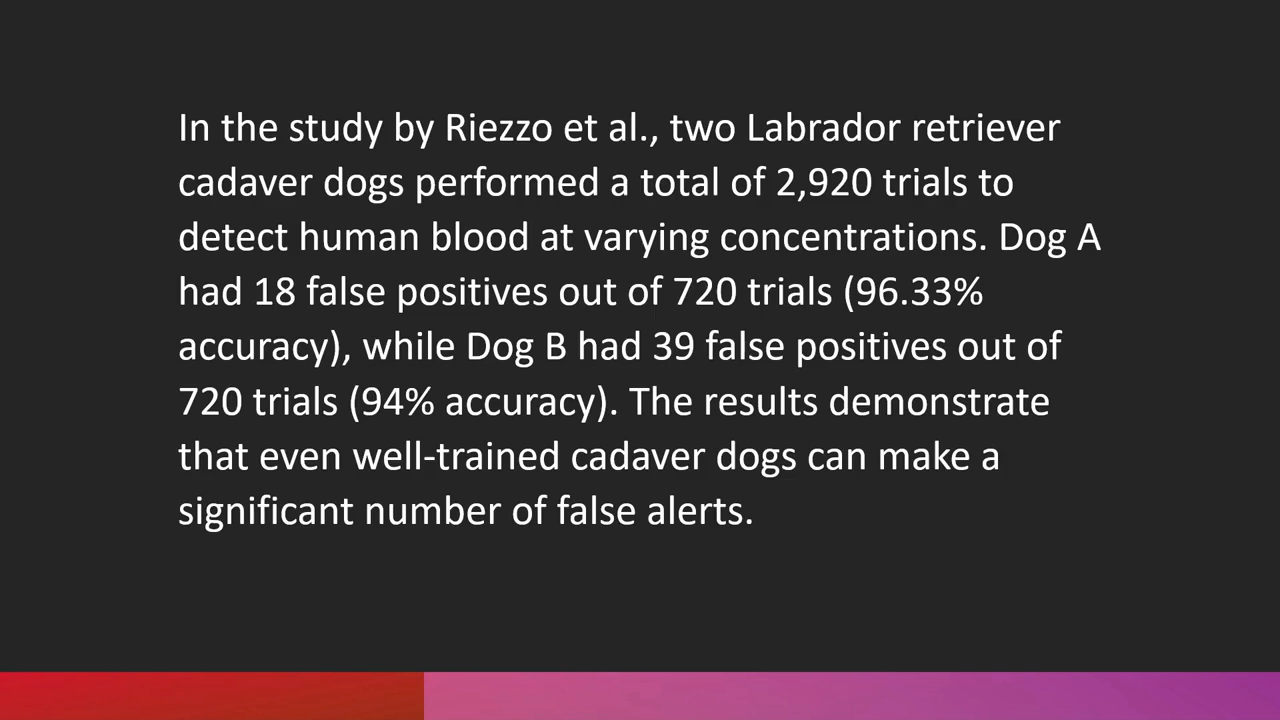 In the study by Riezzo et al., two Labrador retriever
cadaver dogs performed a total of 2,920 trials to
detect human blood at varying concentrations. Dog A
had 18 false positives out of 720 trials (96.33%
accuracy), while Dog B had 39 false positives out of
720 trials (94% accuracy). The results demonstrate
that even well-trained cadaver dogs can make a
significant number of false alerts.